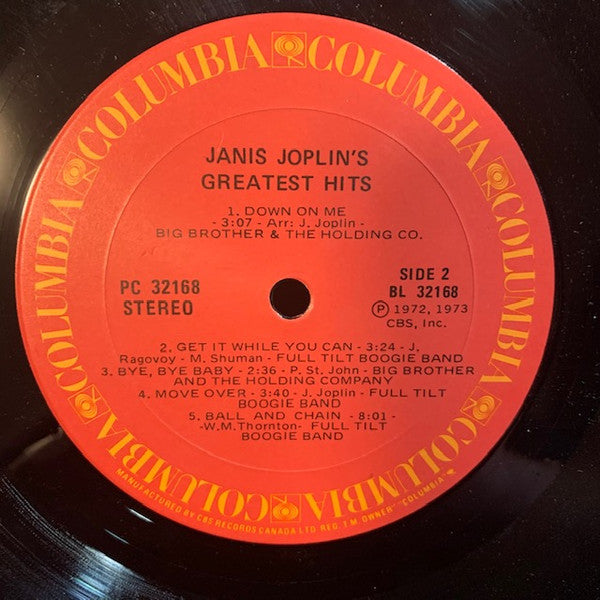 COLUMBIA COLUMBIA COLUMBIA COLUMBIA COLUMBIA COLUMBIA
JANIS JOPLIN'S
GREATEST HITS
1. DOWN ON ME
- 3:07 - Arr: J. Joplin -
BIG BROTHER & THE HOLDING CO.
PC 32168
STEREO
SIDE 2
BL 32168
Ⓟ 1972, 1973
CBS, Inc.
2. GET IT WHILE YOU CAN - 3:24 - J.
Ragovoy - M. Shuman - FULL TILT BOOGIE BAND
3. BYE, BYE BABY - 2:36 - P. St. John - BIG BROTHER
AND THE HOLDING COMPANY
4. MOVE OVER - 3:40 - J. Joplin - FULL TILT
BOOGIE BAND
5. BALL AND CHAIN - 8:01 -
-W.M.Thornton- FULL TILT
BOOGIE BAND
MANUFACTURED BY CBS RECORDS CANADA LTD REG. T.M. OWNER "COLUMBIA"